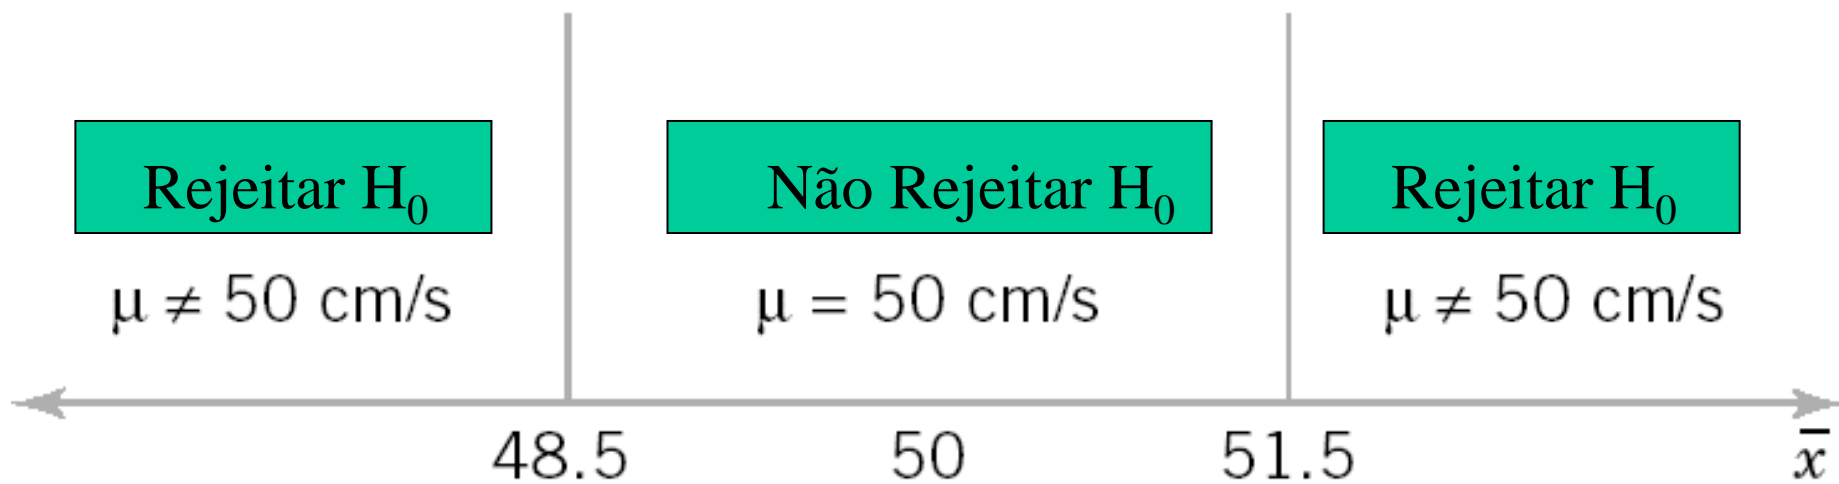 Rejeitar H₀ Não Rejeitar H₀ Rejeitar H₀
μ ≠ 50 cm/s μ = 50 cm/s μ ≠ 50 cm/s
48.5 50 51.5 x̄